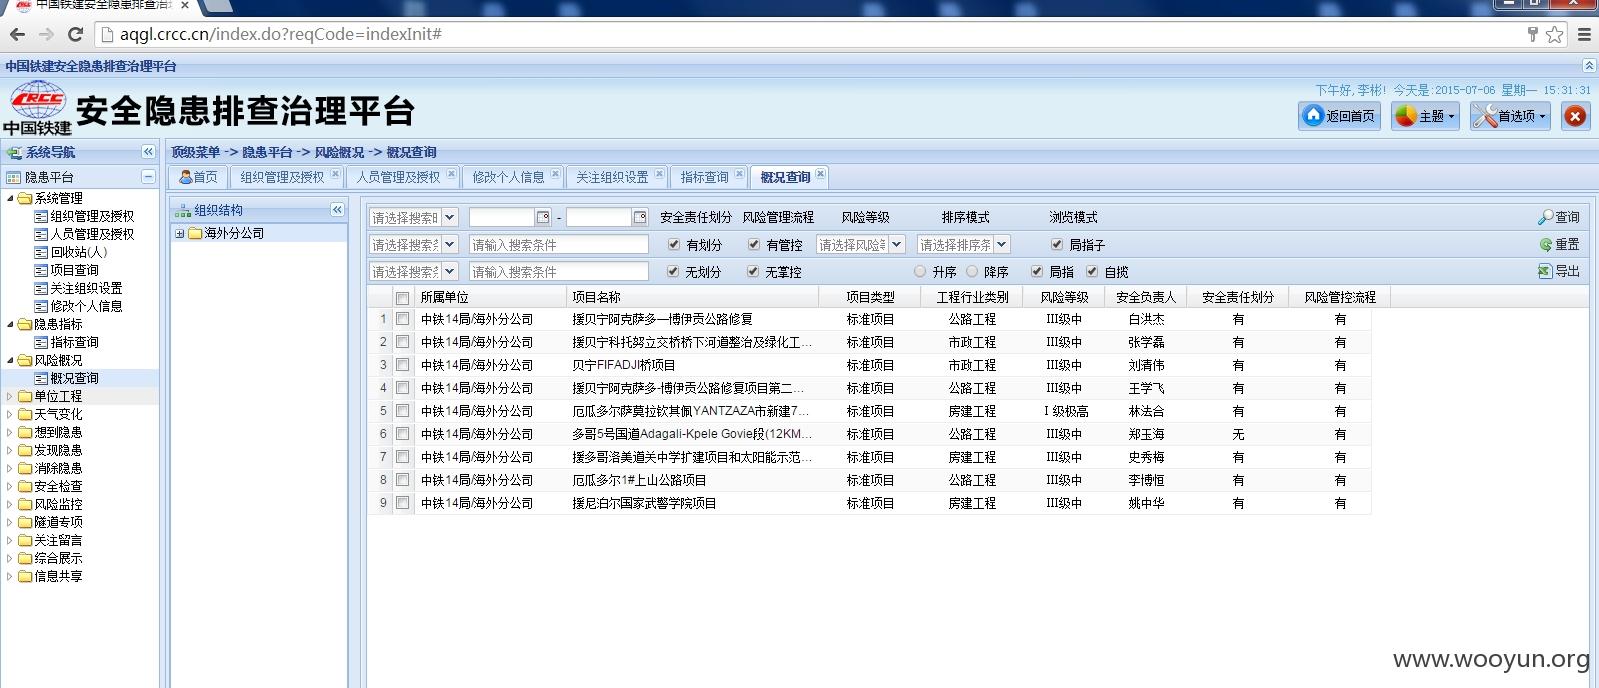 中国铁建安全隐患排查治
aqgl.crcc.cn/index.do?reqCode=indexInit#
中国铁建安全隐患排查治理平台
下午好,李彬! 今天是:2015-07-06 星期一 15:31:31
CRCC
中国铁建
安全隐患排查治理平台
返回首页 主题 首选项
系统导航
顶级菜单 -> 隐患平台 -> 风险概况 -> 概况查询
隐患平台
首页 组织管理及授权 人员管理及授权 修改个人信息 关注组织设置 指标查询 概况查询
系统管理
组织管理及授权
人员管理及授权
回收站(人)
项目查询
关注组织设置
修改个人信息
隐患指标
指标查询
风险概况
概况查询
单位工程
天气变化
想到隐患
发现隐患
消除隐患
安全检查
风险监控
隧道专项
关注留言
综合展示
信息共享
组织结构
海外分公司
请选择搜索 - 安全责任划分 风险管理流程 风险等级 排序模式 浏览模式 查询
请选择搜索 请输入搜索条件 有划分 有管控 请选择风险 请选择排序条 局指子 重置
请选择搜索 请输入搜索条件 无划分 无掌控 升序 降序 局指 自揽 导出
所属单位 项目名称 项目类型 工程行业类别 风险等级 安全负责人 安全责任划分 风险管控流程
1 中铁14局/海外分公司 援贝宁阿克萨多—博伊贡公路修复 标准项目 公路工程 III级中 白洪杰 有 有
2 中铁14局/海外分公司 援贝宁科托努立交桥桥下河道整治及绿化工... 标准项目 市政工程 III级中 张学磊 有 有
3 中铁14局/海外分公司 贝宁FIFADJI桥项目 标准项目 市政工程 III级中 刘清伟 有 有
4 中铁14局/海外分公司 援贝宁阿克萨多-博伊贡公路修复项目第二... 标准项目 公路工程 III级中 王学飞 有 有
5 中铁14局/海外分公司 厄瓜多尔萨莫拉钦其佩YANTZAZA市新建7... 标准项目 房建工程 I 级极高 林法合 有 有
6 中铁14局/海外分公司 多哥5号国道Adagali-Kpele Govie段(12KM... 标准项目 公路工程 III级中 郑玉海 无 有
7 中铁14局/海外分公司 援多哥洛美道关中学扩建项目和太阳能示范... 标准项目 房建工程 III级中 史秀梅 有 有
8 中铁14局/海外分公司 厄瓜多尔1#上山公路项目 标准项目 公路工程 III级中 李博恒 有 有
9 中铁14局/海外分公司 援尼泊尔国家武警学院项目 标准项目 房建工程 III级中 姚中华 有 有
www.wooyun.org